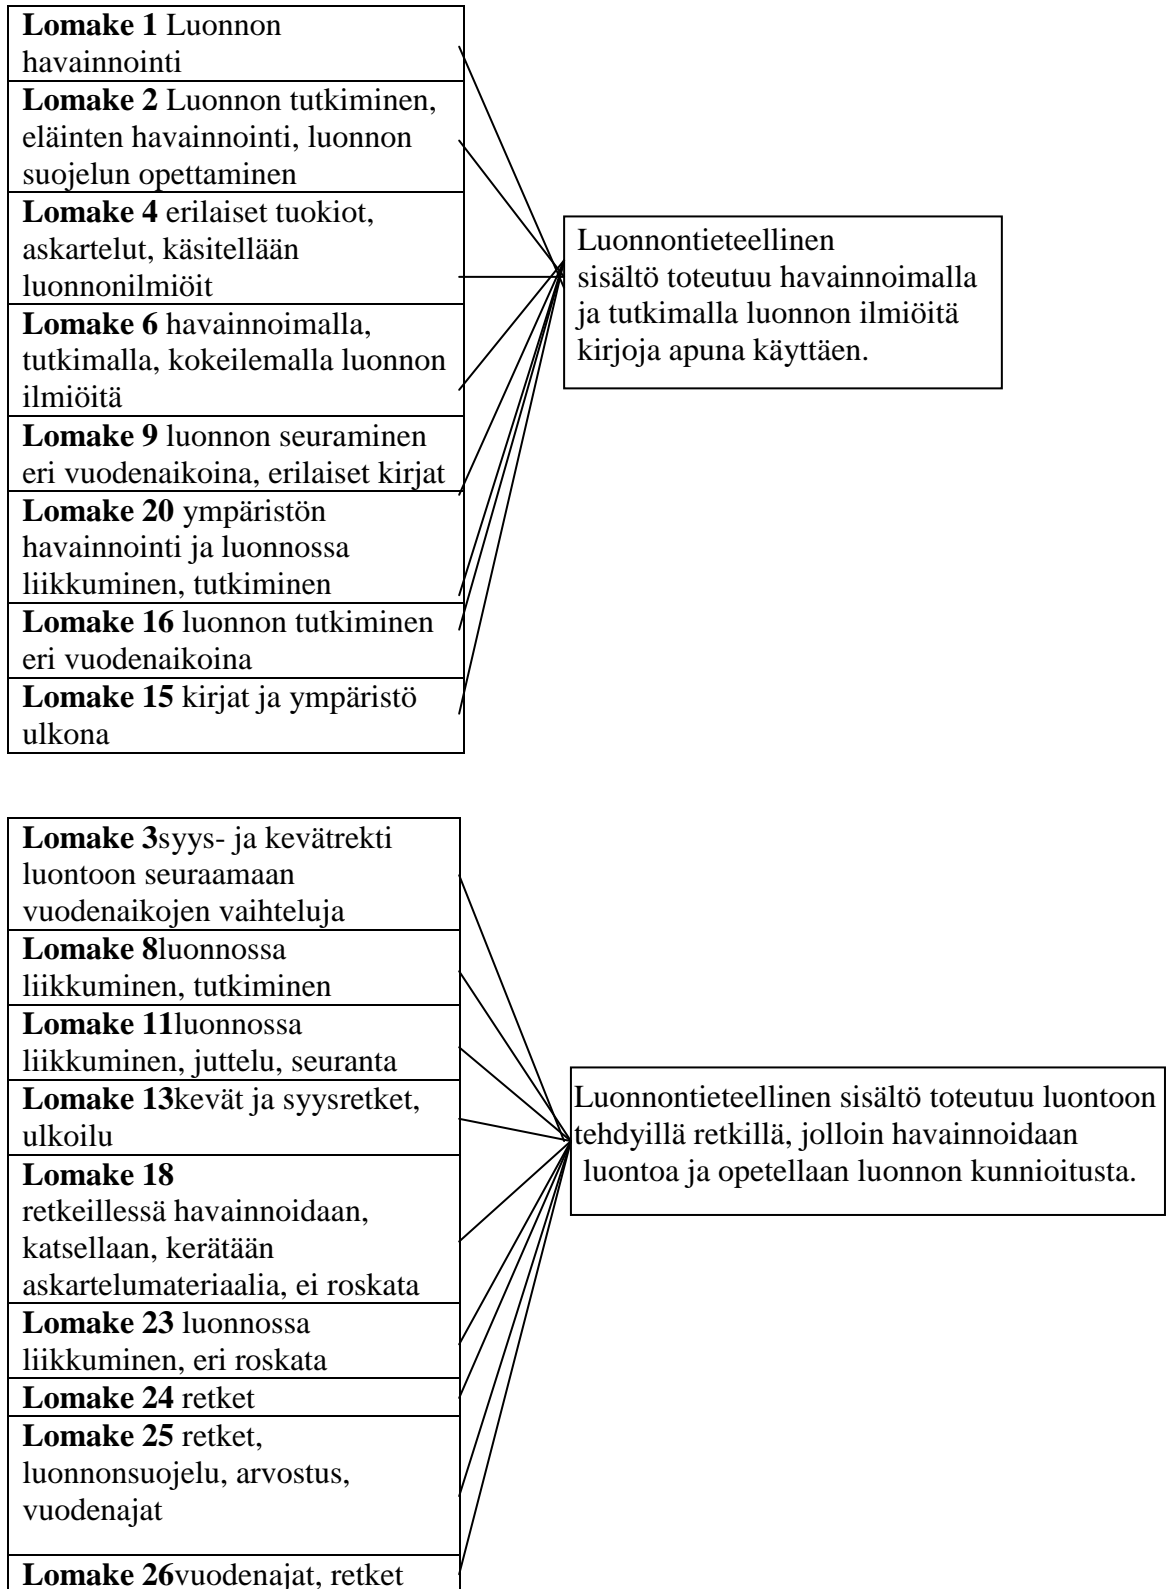 Lomake 1 Luonnon
havainnointi
Lomake 2 Luonnon tutkiminen,
eläinten havainnointi, luonnon
suojelun opettaminen
Lomake 4 erilaiset tuokiot,
askartelut, käsitellään
luonnonilmiöit
Lomake 6 havainnoimalla,
tutkimalla, kokeilemalla luonnon
ilmiöitä
Lomake 9 luonnon seuraminen
eri vuodenaikoina, erilaiset kirjat
Lomake 20 ympäristön
havainnointi ja luonnossa
liikkuminen, tutkiminen
Lomake 16 luonnon tutkiminen
eri vuodenaikoina
Lomake 15 kirjat ja ympäristö
ulkona
Luonnontieteellinen
sisältö toteutuu havainnoimalla
ja tutkimalla luonnon ilmiöitä
kirjoja apuna käyttäen.
Lomake 3syys- ja kevätrekti
luontoon seuraamaan
vuodenaikojen vaihteluja
Lomake 8luonnossa
liikkuminen, tutkiminen
Lomake 11luonnossa
liikkuminen, juttelu, seuranta
Lomake 13kevät ja syysretket,
ulkoilu
Lomake 18
retkeillessä havainnoidaan,
katsellaan, kerätään
askartelumateriaalia, ei roskata
Lomake 23 luonnossa
liikkuminen, eri roskata
Lomake 24 retket
Lomake 25 retket,
luonnonsuojelu, arvostus,
vuodenajat
Lomake 26vuodenajat, retket
Luonnontieteellinen sisältö toteutuu luontoon
tehdyillä retkillä, jolloin havainnoidaan
luontoa ja opetellaan luonnon kunnioitusta.